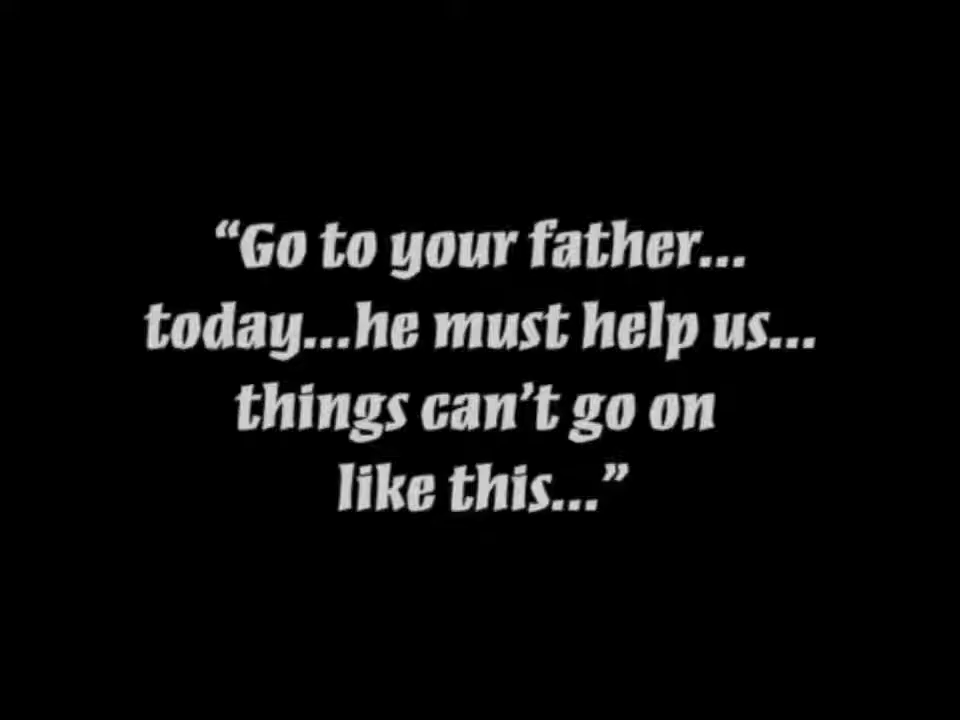 “Go to your father...
today...he must help us...
things can’t go on
like this...”